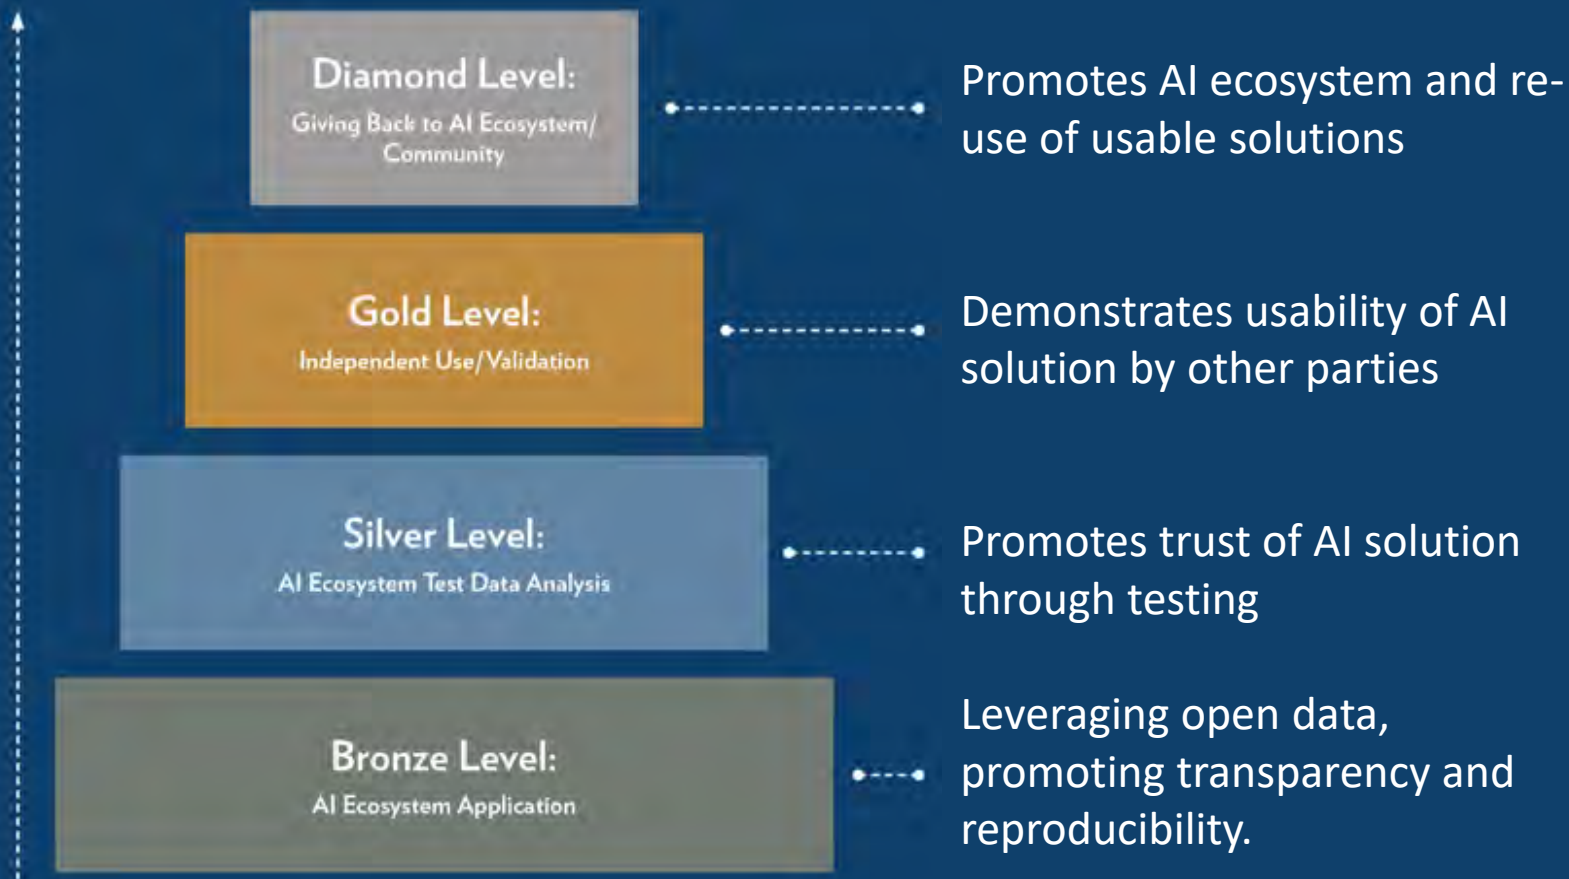 Diamond Level:
Giving Back to AI Ecosystem/
Community
Promotes AI ecosystem and re-
use of usable solutions
Gold Level:
Independent Use/Validation
Demonstrates usability of AI
solution by other parties
Silver Level:
AI Ecosystem Test Data Analysis
Promotes trust of AI solution
through testing
Bronze Level:
AI Ecosystem Application
Leveraging open data,
promoting transparency and
reproducibility.